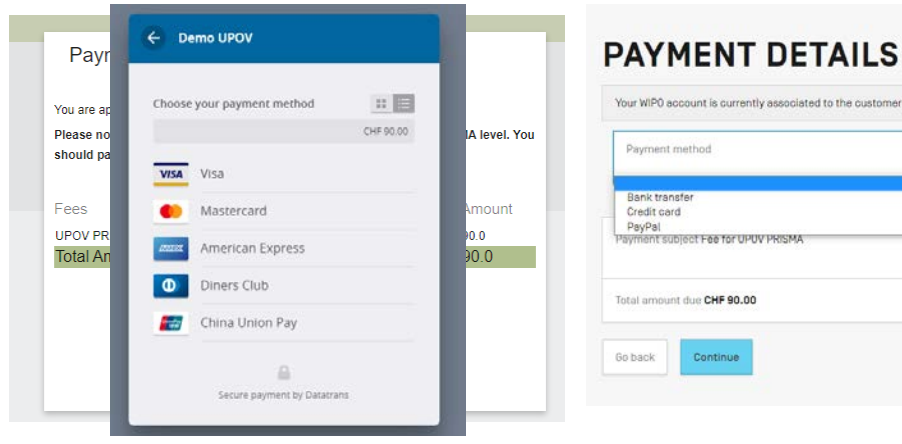 Payr
You are ap
Please no
should pa
Fees
UPOV PR
Total An
Demo UPOV
Choose your payment method
CHF 90.00
VISA Visa
Mastercard
American Express
Diners Club
China Union Pay
Secure payment by Datatrans
IA level. You
Amount
90.0
90.0
PAYMENT DETAILS
Your WIPO account is currently associated to the customer
Payment method
Bank transfer
Credit card
PayPal
Payment subject Fee for UPOV PRISMA
Total amount due CHF 90.00
Go back
Continue